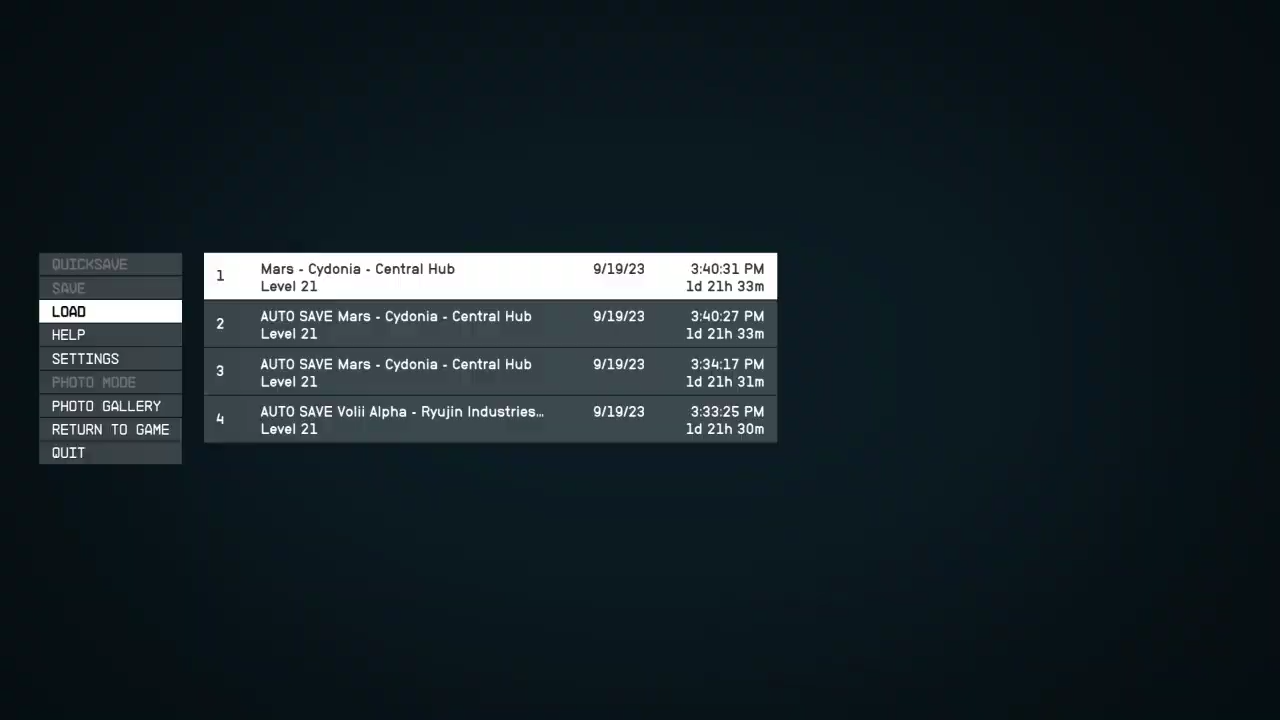 QUICKSAVE
SAVE
LOAD
HELP
SETTINGS
PHOTO MODE
PHOTO GALLERY
RETURN TO GAME
QUIT
1 Mars - Cydonia - Central Hub 9/19/23 3:40:31 PM
Level 21 1d 21h 33m
2 AUTO SAVE Mars - Cydonia - Central Hub 9/19/23 3:40:27 PM
Level 21 1d 21h 33m
3 AUTO SAVE Mars - Cydonia - Central Hub 9/19/23 3:34:17 PM
Level 21 1d 21h 31m
4 AUTO SAVE Volii Alpha - Ryujin Industries... 9/19/23 3:33:25 PM
Level 21 1d 21h 30m